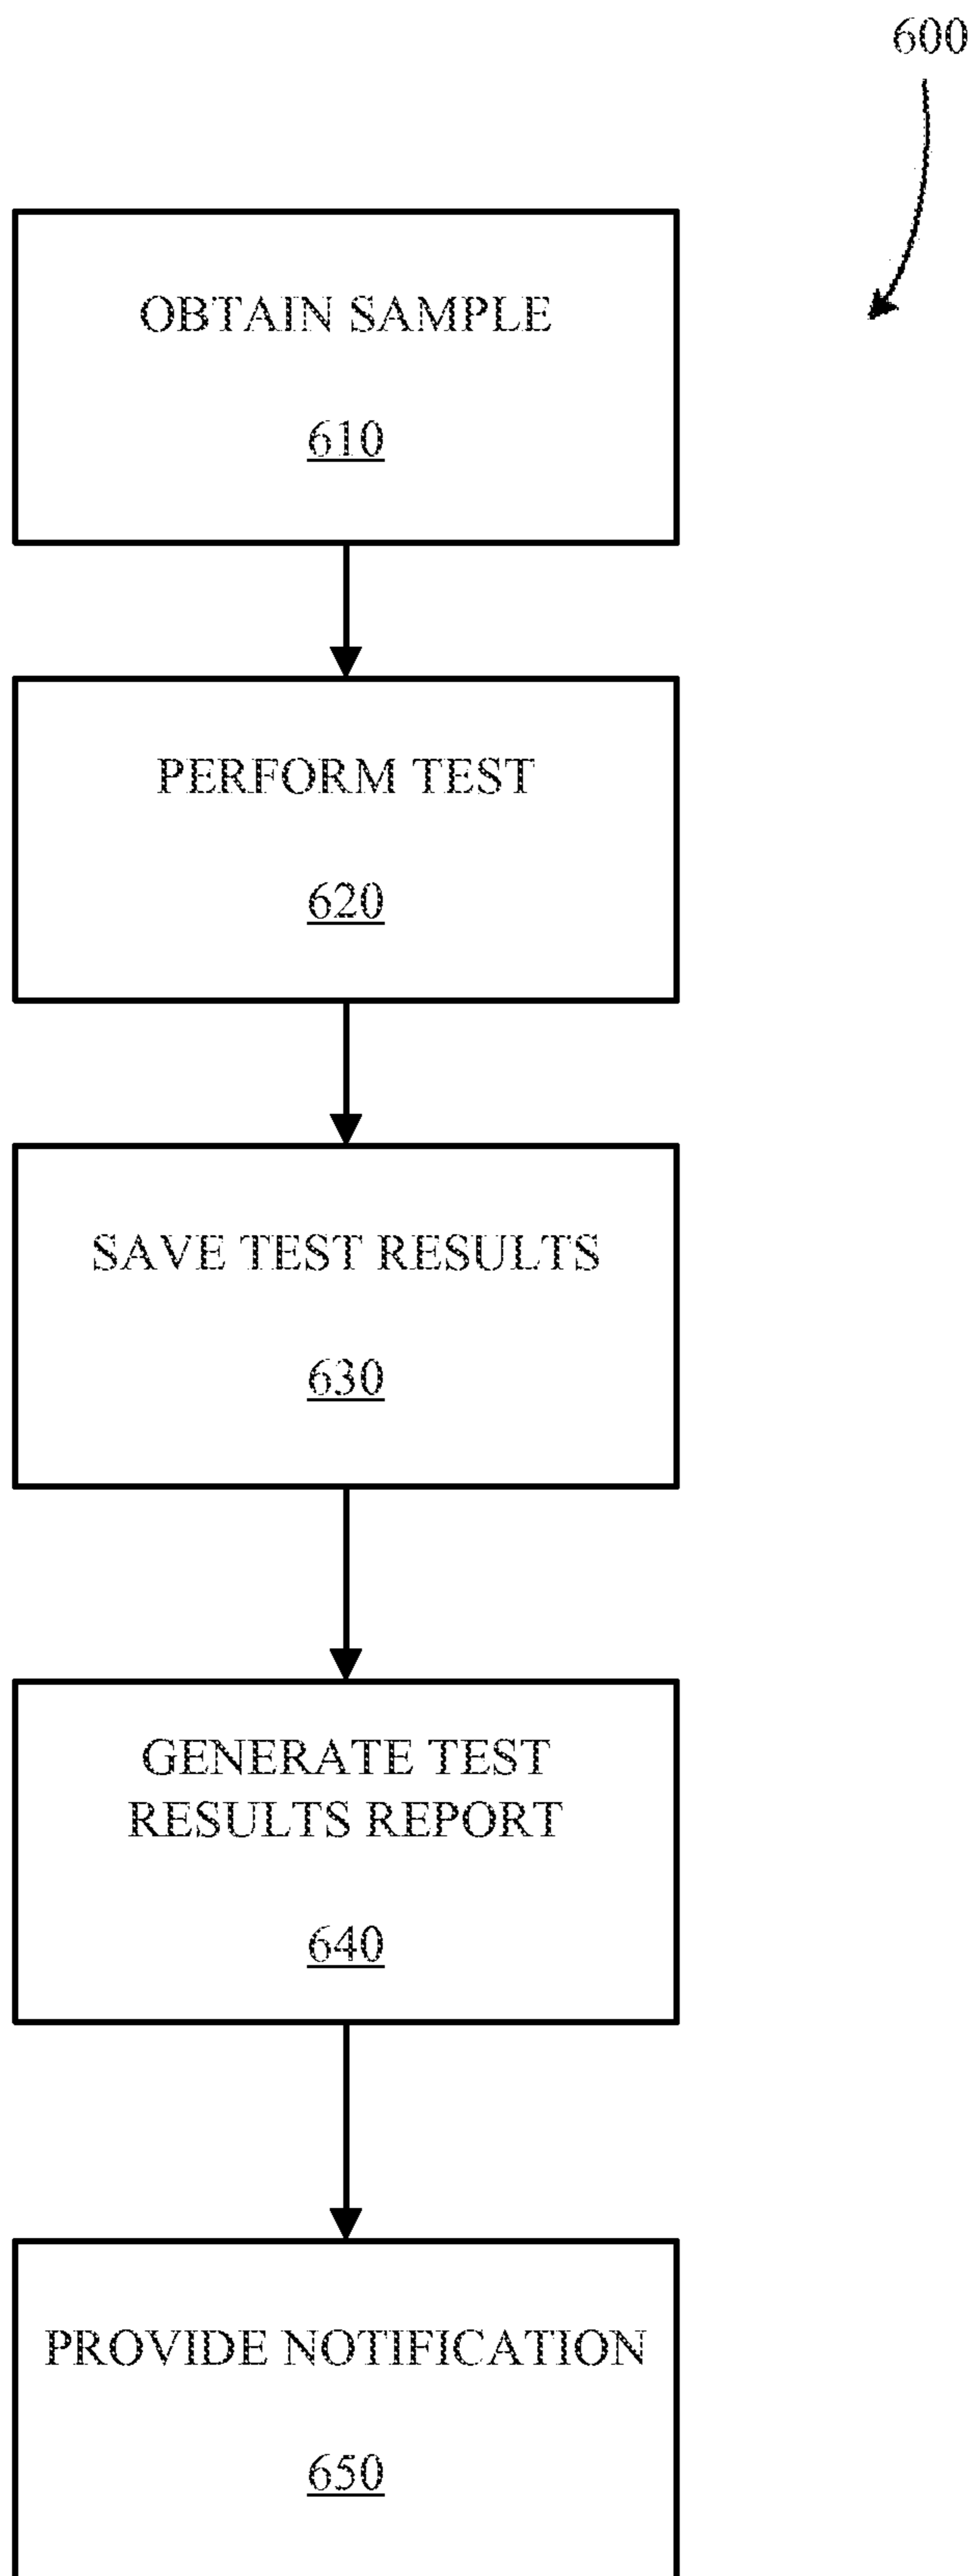 600
OBTAIN SAMPLE
610
PERFORM TEST
620
SAVE TEST RESULTS
630
GENERATE TEST
RESULTS REPORT
640
PROVIDE NOTIFICATION
650